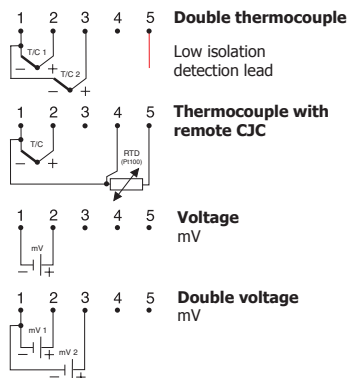 1 2 3 4 5 Double thermocouple
T/C 1
Low isolation
detection lead
− +
T/C 2
− +
1 2 3 4 5 Thermocouple with
remote CJC
T/C
− +
RTD
(Pt100)
1 2 3 4 5 Voltage
mV
mV
− +
1 2 3 4 5 Double voltage
mV
mV 1
− +
mV 2
− +